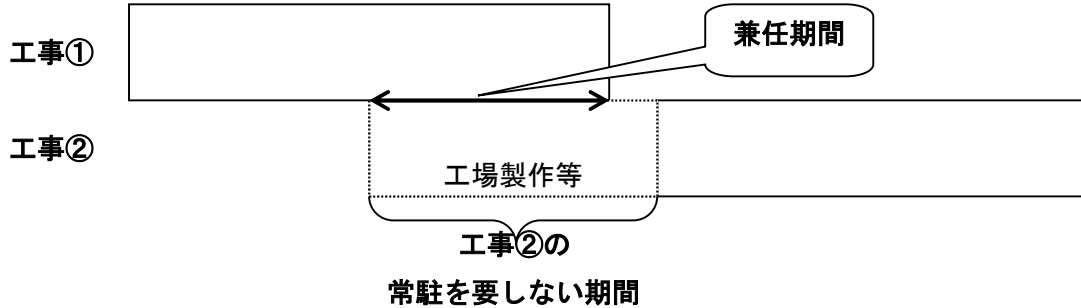 工事①
兼任期間
工事②
工場製作等
工事②の
常駐を要しない期間